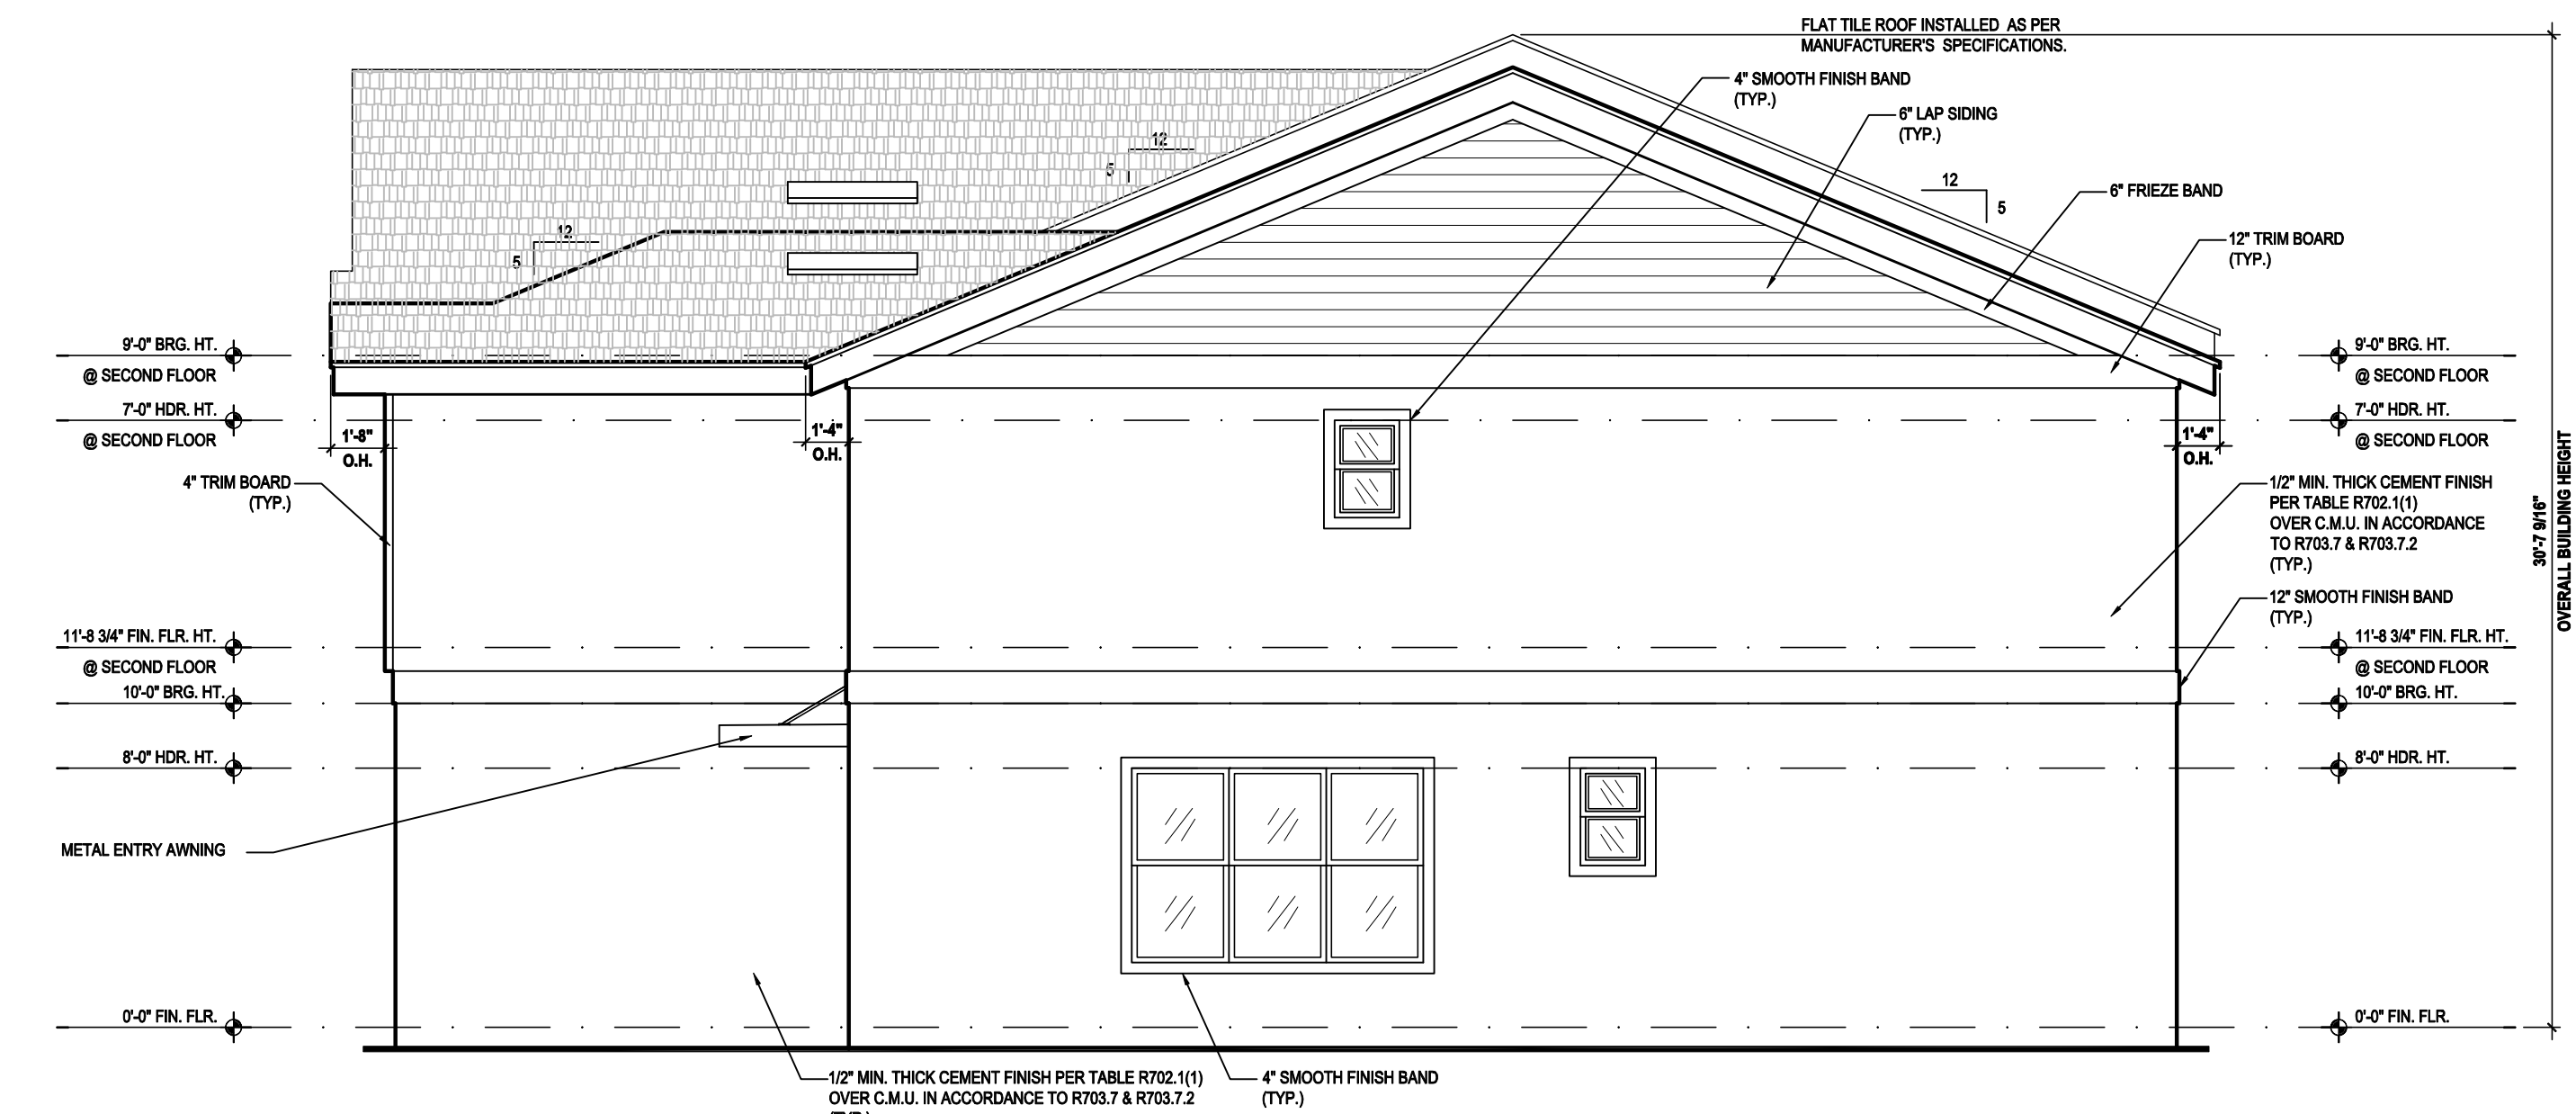 FLAT TILE ROOF INSTALLED AS PER
MANUFACTURER'S SPECIFICATIONS.
4" SMOOTH FINISH BAND
(TYP.)
6" LAP SIDING
(TYP.)
12
5
12
5
12
5
6" FRIEZE BAND
12" TRIM BOARD
(TYP.)
9'-0" BRG. HT.
@ SECOND FLOOR
7'-0" HDR. HT.
@ SECOND FLOOR
1'-8"
O.H.
1'-4"
O.H.
4" TRIM BOARD
(TYP.)
11'-8 3/4" FIN. FLR. HT.
@ SECOND FLOOR
10'-0" BRG. HT.
8'-0" HDR. HT.
METAL ENTRY AWNING
0'-0" FIN. FLR.
9'-0" BRG. HT.
@ SECOND FLOOR
7'-0" HDR. HT.
@ SECOND FLOOR
1'-4"
O.H.
1/2" MIN. THICK CEMENT FINISH
PER TABLE R702.1(1)
OVER C.M.U. IN ACCORDANCE
TO R703.7 & R703.7.2
(TYP.)
12" SMOOTH FINISH BAND
(TYP.)
11'-8 3/4" FIN. FLR. HT.
@ SECOND FLOOR
10'-0" BRG. HT.
8'-0" HDR. HT.
0'-0" FIN. FLR.
30'-7 9/16"
OVERALL BUILDING HEIGHT
1/2" MIN. THICK CEMENT FINISH PER TABLE R702.1(1)
OVER C.M.U. IN ACCORDANCE TO R703.7 & R703.7.2
(TYP.)
4" SMOOTH FINISH BAND
(TYP.)